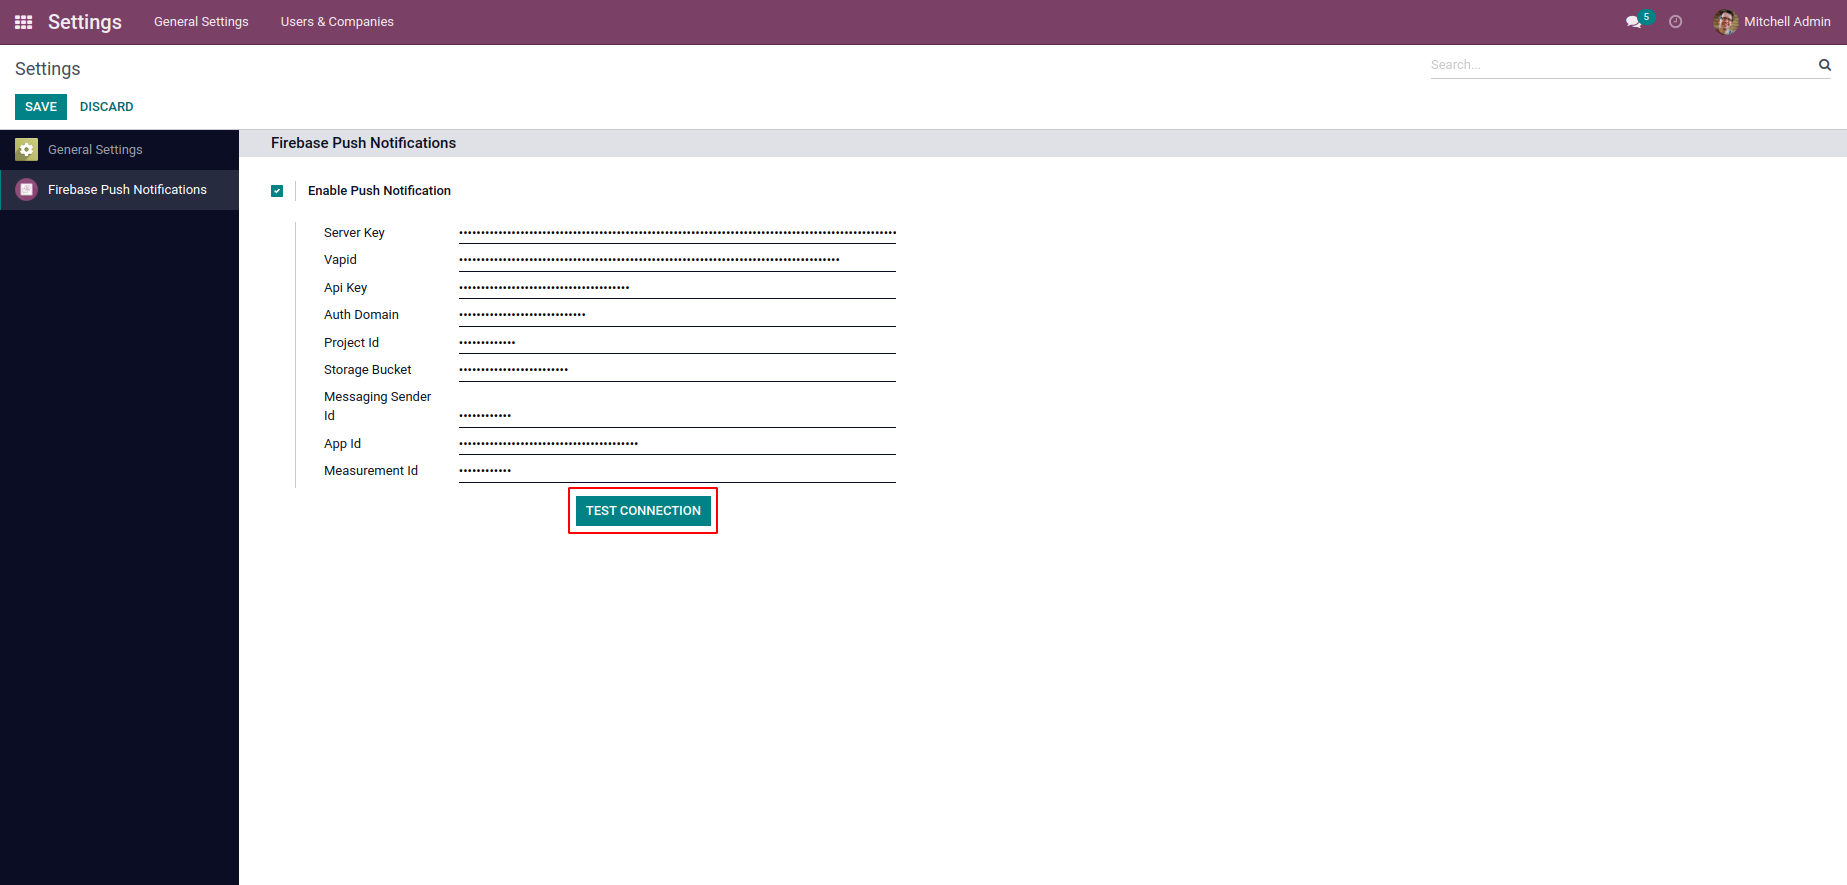 Settings
General Settings
Users & Companies
5
Mitchell Admin
Settings
Search...
SAVE
DISCARD
General Settings
Firebase Push Notifications
Firebase Push Notifications
Enable Push Notification
Server Key
Vapid
Api Key
Auth Domain
Project Id
Storage Bucket
Messaging Sender
Id
App Id
Measurement Id
TEST CONNECTION